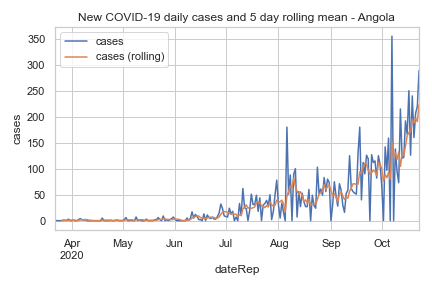 New COVID-19 daily cases and 5 day rolling mean - Angola
cases
cases (rolling)
350
300
250
200
150
100
50
0
cases
Apr
2020
May
Jun
Jul
Aug
Sep
Oct
dateRep